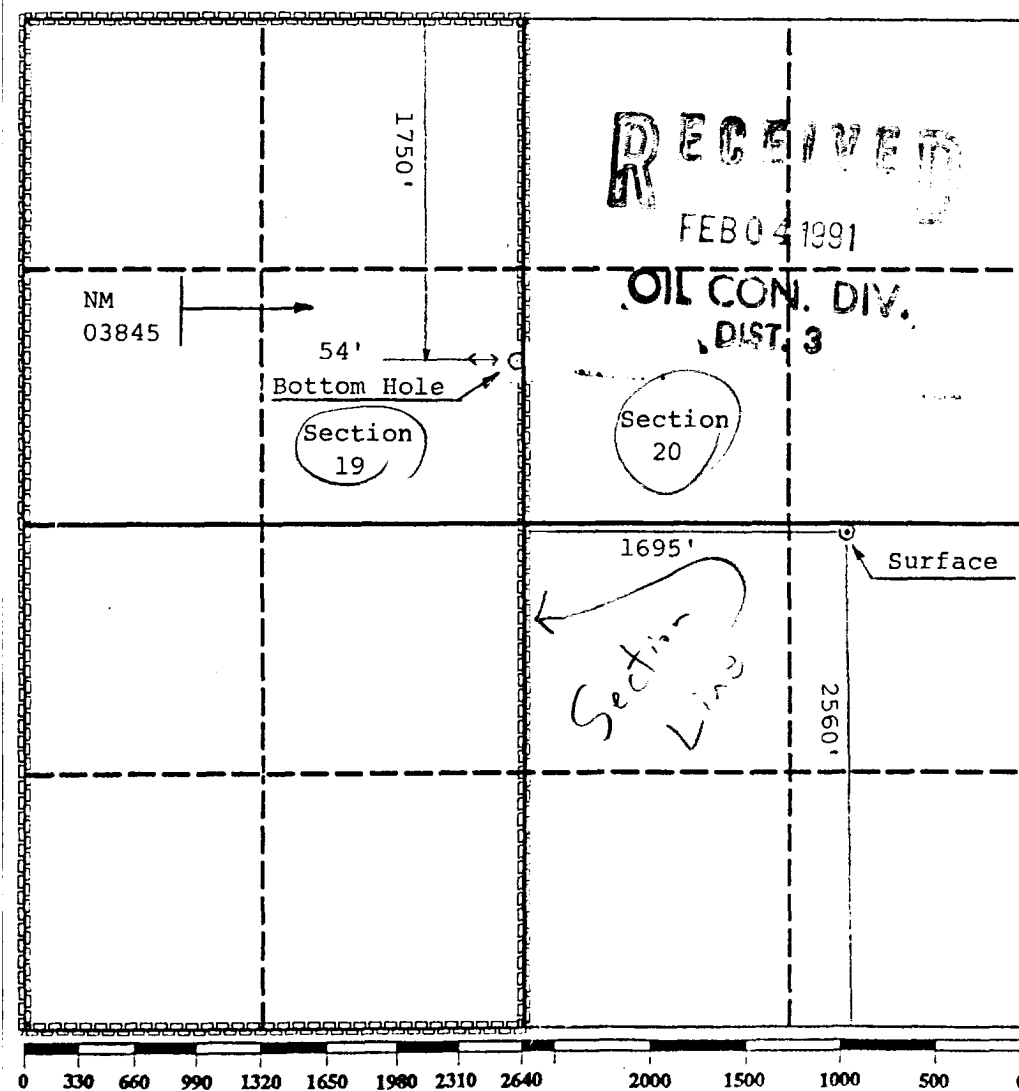 1750'
RECEIVED
FEB 04 1991
OIL CON. DIV.
DIST. 3
NM
03845
54'
Bottom Hole
Section
19
Section
20
1695'
Surface
Section
Line
2560'
0 330 660 990 1320 1650 1980 2310 2640 2000 1500 1000 500